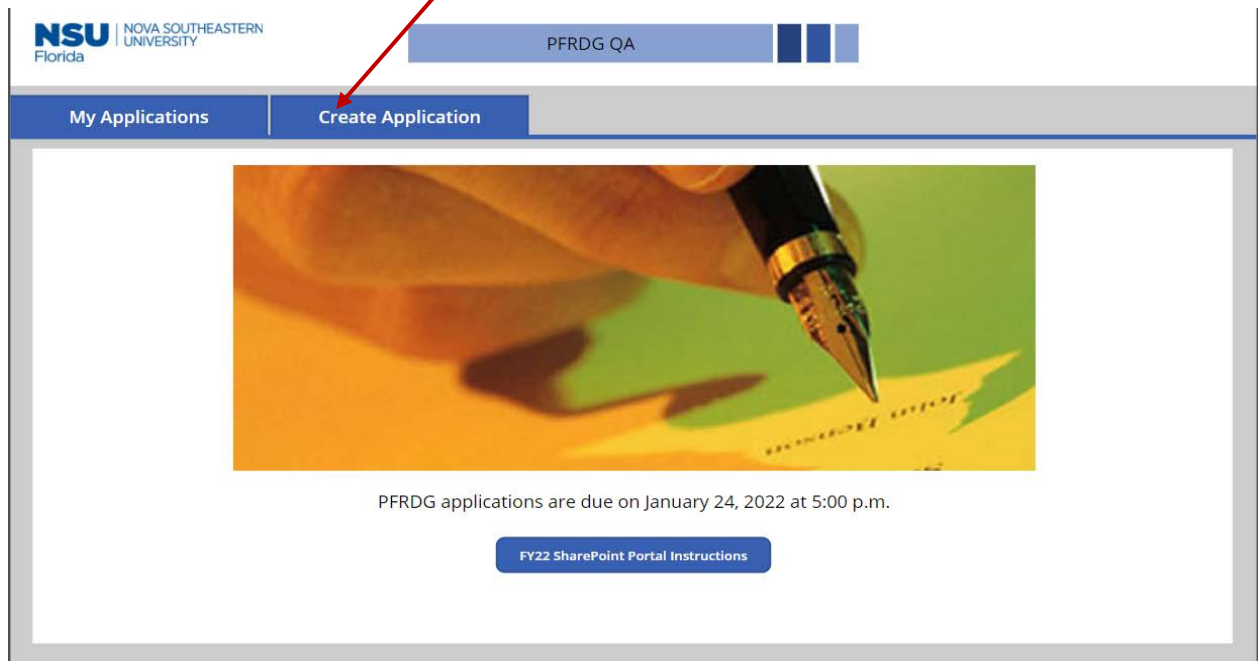 NSU
NOVA SOUTHEASTERN
UNIVERSITY
Florida
PFRDG QA
My Applications
Create Application
PFRDG applications are due on January 24, 2022 at 5:00 p.m.
FY22 SharePoint Portal Instructions